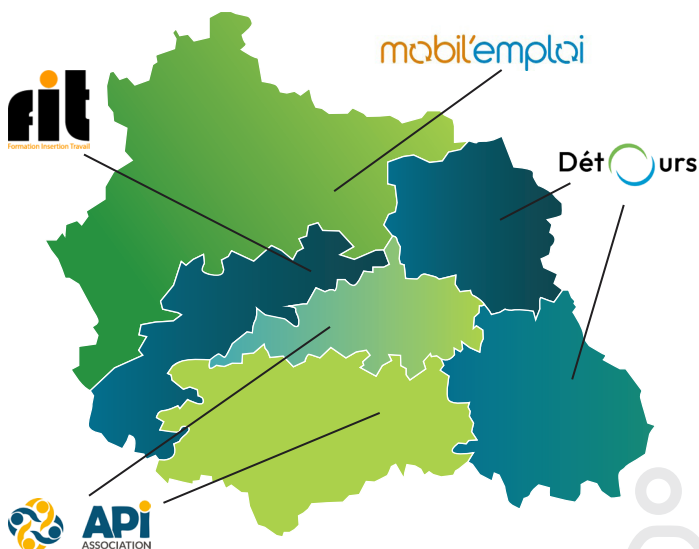 mobil'emploi
fit
Formation Insertion Travail
Dét urs
APi
ASSOCIATION